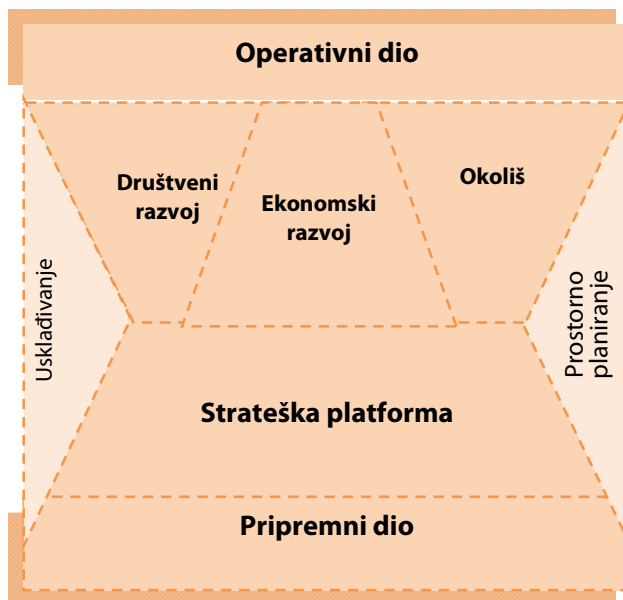 Operativni dio
Društveni
razvoj
Ekonomski
razvoj
Okoliš
Usklađivanje
Prostorno
planiranje
Strateška platforma
Pripremni dio